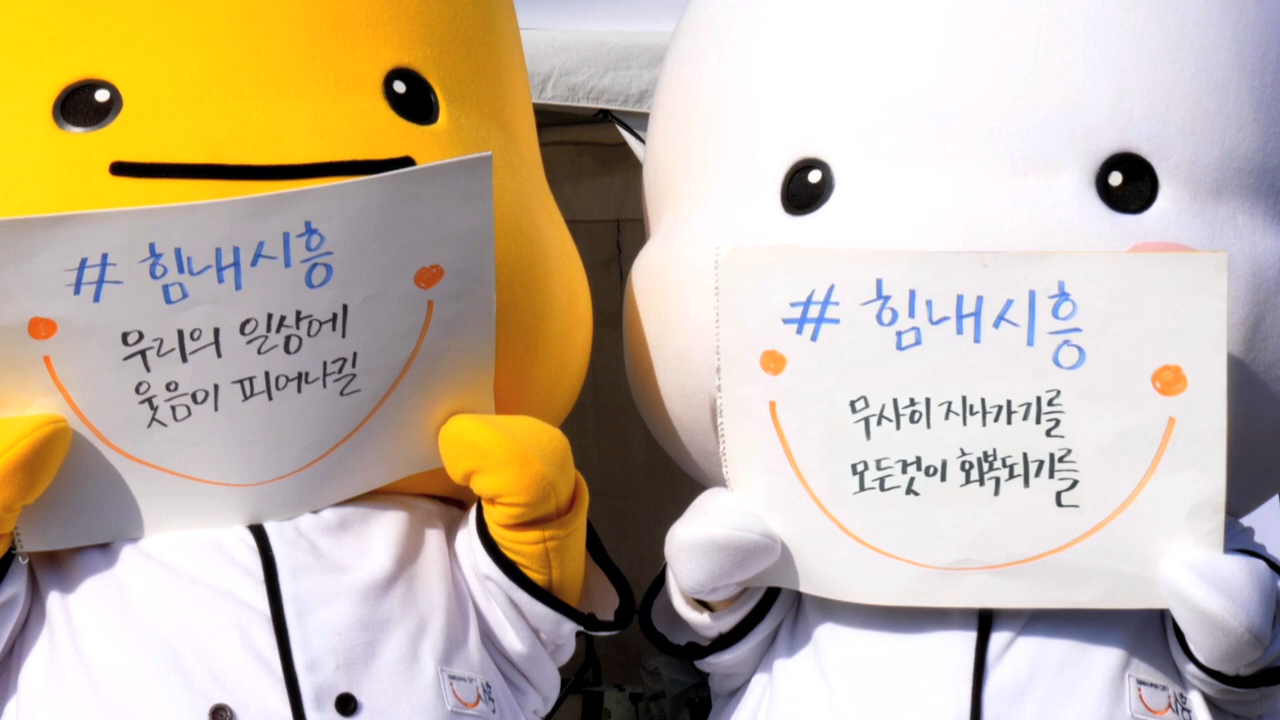 # 힘내시흥
우리의 일상에
웃음이 피어나길
# 힘내시흥
무사히 지나가기를
모든것이 회복되기를